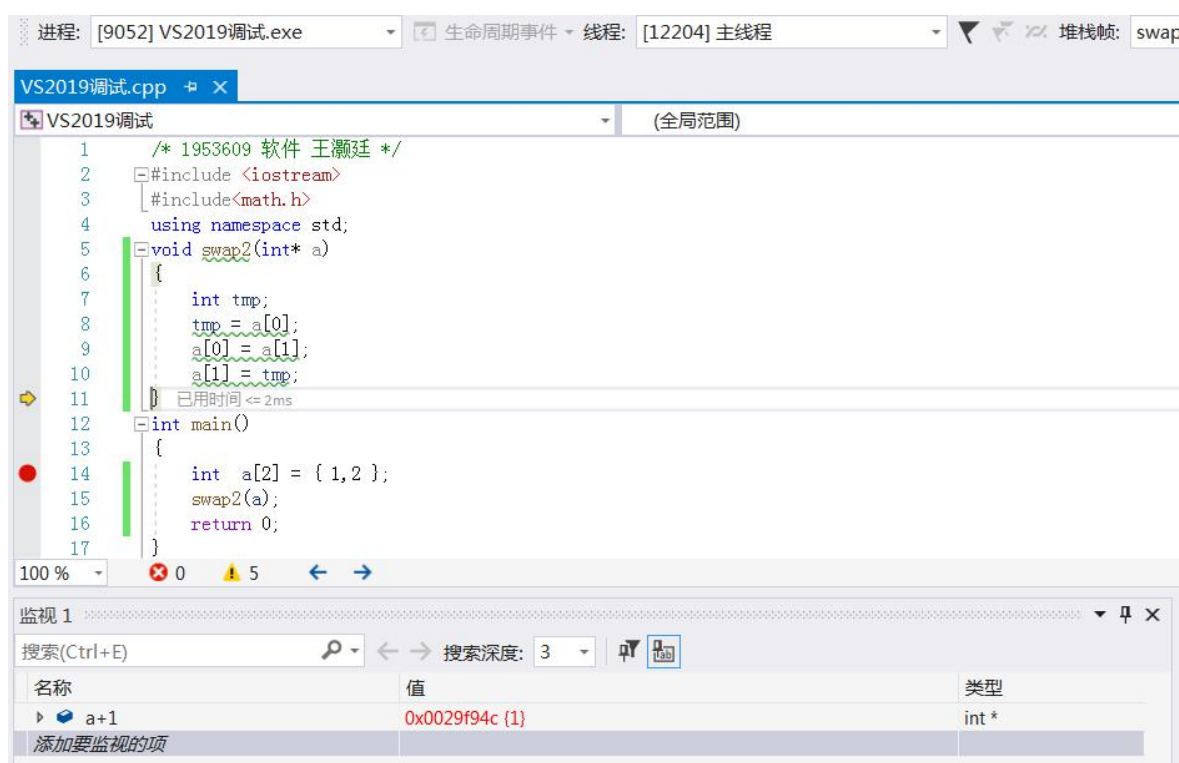 进程: [9052] VS2019调试.exe 生命周期事件 线程: [12204] 主线程 堆栈帧: swap
VS2019调试.cpp
VS2019调试 (全局范围)
1 /* 1953609 软件 王灏廷 */
2 #include <iostream>
3 #include<math.h>
4 using namespace std;
5 void swap2(int* a)
6 {
7 int tmp;
8 tmp = a[0];
9 a[0] = a[1];
10 a[1] = tmp;
11 } 已用时间 <= 2ms
12 int main()
13 {
14 int a[2] = { 1,2 };
15 swap2(a);
16 return 0;
17 }
100 % 0 5
监视 1
搜索(Ctrl+E) 搜索深度: 3
名称 值 类型
a+1 0x0029f94c {1} int *
添加要监视的项